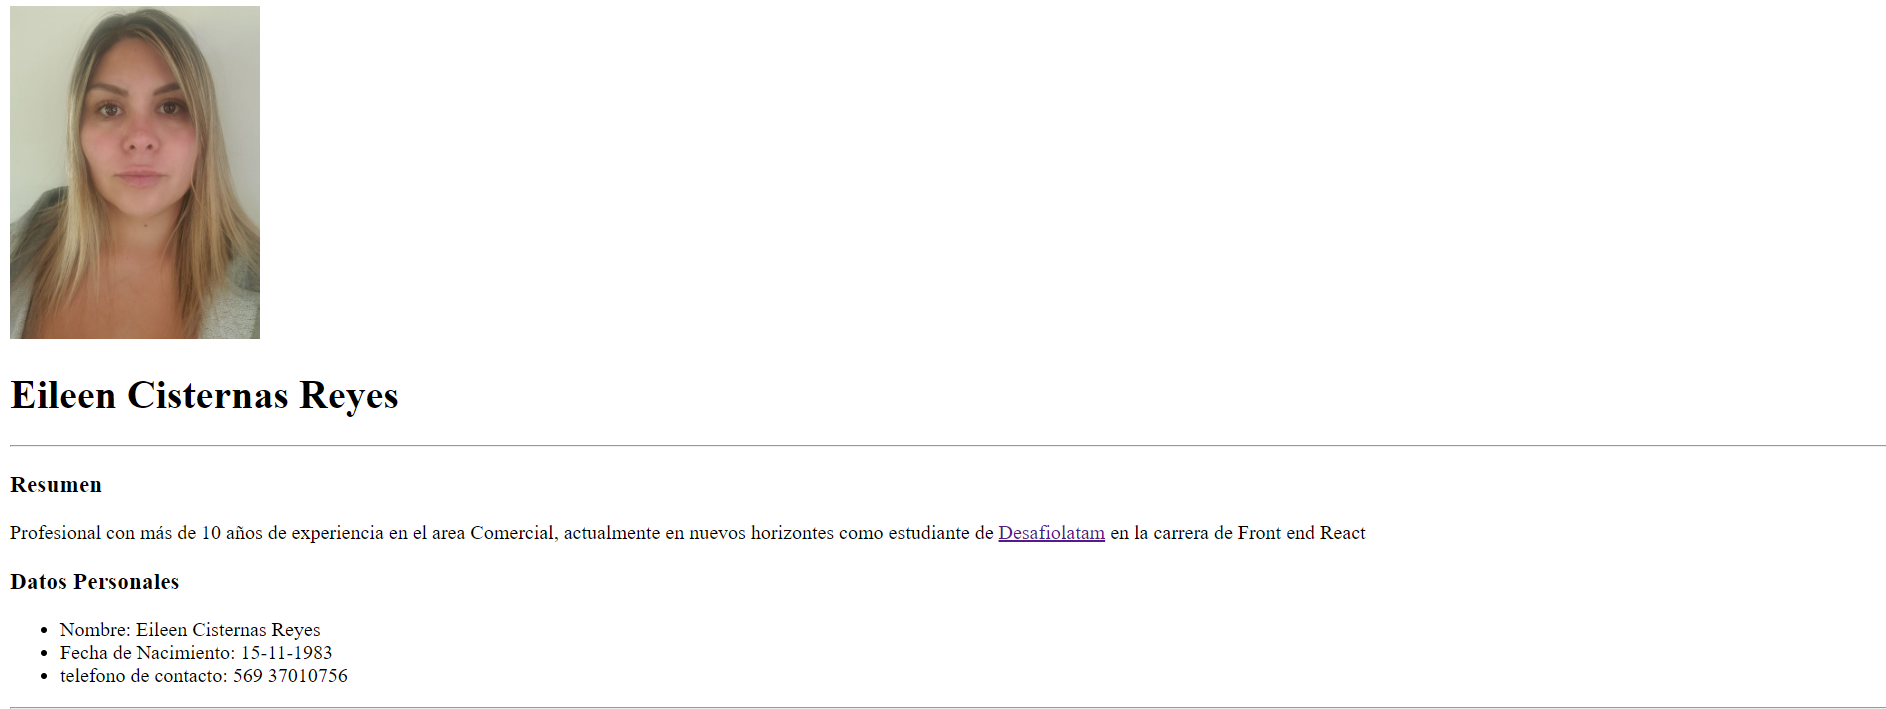 Eileen Cisternas Reyes
Resumen
Profesional con más de 10 años de experiencia en el area Comercial, actualmente en nuevos horizontes como estudiante de Desafiolatam en la carrera de Front end React
Datos Personales
• Nombre: Eileen Cisternas Reyes
• Fecha de Nacimiento: 15-11-1983
• telefono de contacto: 569 37010756